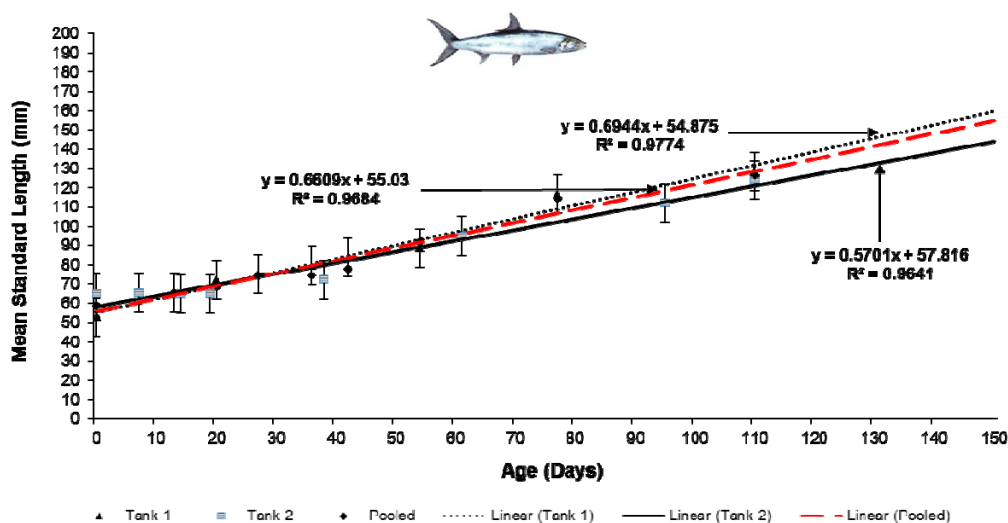 200
190
180
170
160
150
140
130
120
110
100
90
80
70
60
50
40
30
20
10
0
Mean Standard Length (mm)
y = 0.6944x + 54.875
R² = 0.9774
y = 0.6609x + 55.03
R² = 0.9684
y = 0.5701x + 57.816
R² = 0.9641
0 10 20 30 40 50 60 70 80 90 100 110 120 130 140 150
Age (Days)
Tank 1 Tank 2 Pooled Linear (Tank 1) Linear (Tank 2) Linear (Pooled)